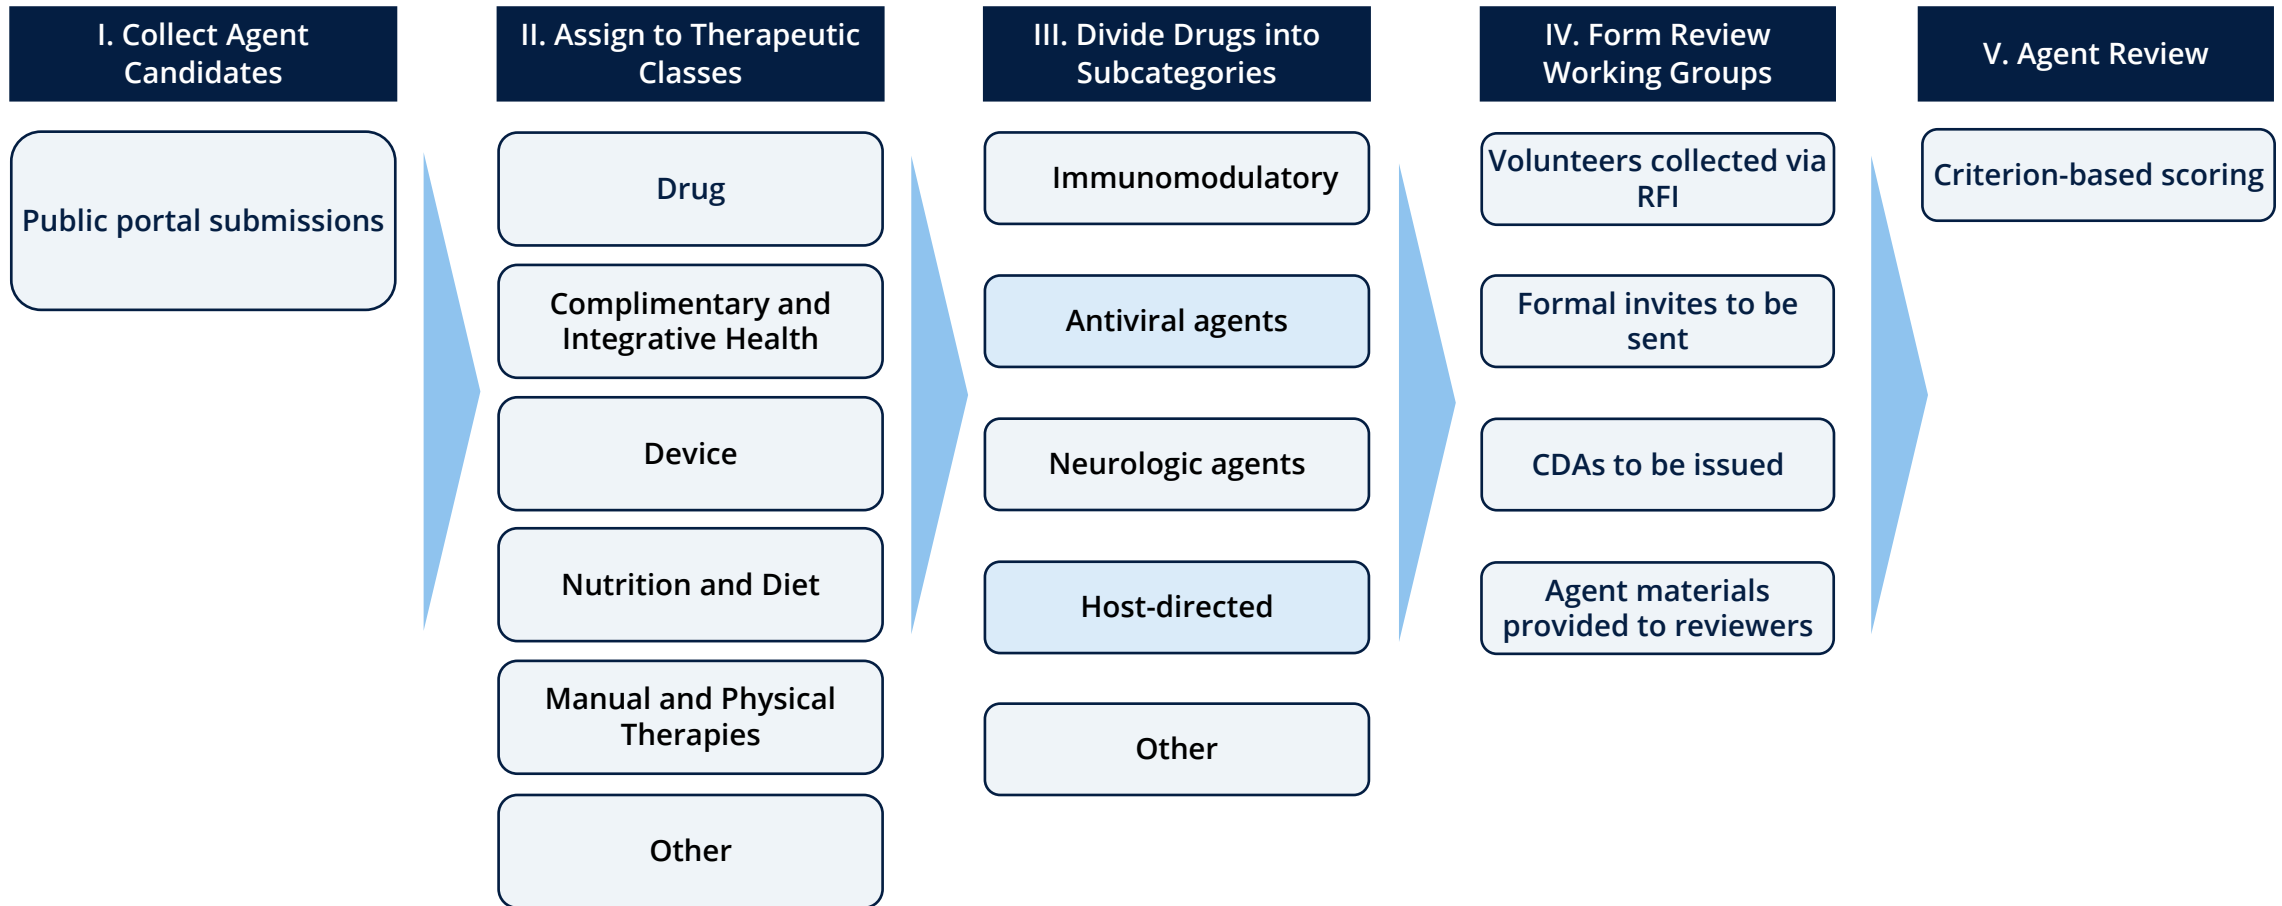 I. Collect Agent
Candidates
Public portal submissions
II. Assign to Therapeutic
Classes
Drug
Complimentary and
Integrative Health
Device
Nutrition and Diet
Manual and Physical
Therapies
Other
III. Divide Drugs into
Subcategories
Immunomodulatory
Antiviral agents
Neurologic agents
Host-directed
Other
IV. Form Review
Working Groups
Volunteers collected via
RFI
Formal invites to be
sent
CDAs to be issued
Agent materials
provided to reviewers
V. Agent Review
Criterion-based scoring